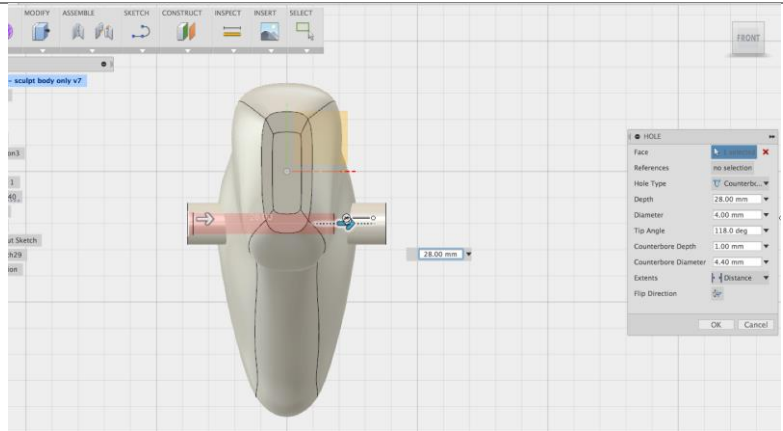 MODIFY ASSEMBLE SKETCH CONSTRUCT INSPECT INSERT SELECT
FRONT
- sculpt body only v7
HOLE
Face
References no selection
Hole Type Counterbo...
Depth 28.00 mm
Diameter 4.00 mm
Tip Angle 118.0 deg
Counterbore Depth 1.00 mm
Counterbore Diameter 4.40 mm
Extents Distance
Flip Direction
OK Cancel
on3
1
40
ut Sketch
ch29
ion
28.00 mm